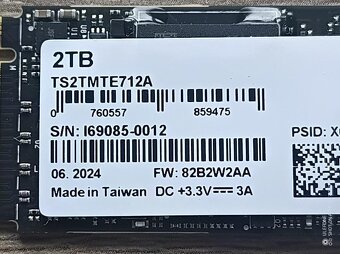 2TB
TS2TMTE712A
0 760557 859475
S/N: I69085-0012
PSID: X
06. 2024 FW: 82B2W2AA
Made in Taiwan DC +3.3V⎓ 3A